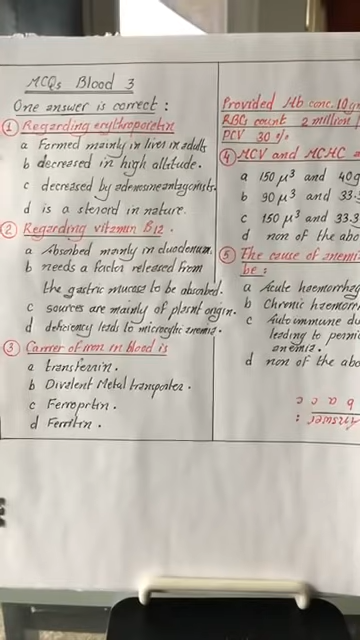 MCQs Blood 3
One answer is correct :
① Regarding erythropoietin
a Formed mainly in liver in adults
b decreased in high altitude.
c decreased by adenosine antagonists.
d is a steroid in nature.
② Regarding vitamin B12.
a Absorbed mainly in duodenum.
b needs a factor released from
the gastric mucosa to be absorbed.
c sources are mainly of plant origin.
d deficiency leads to microcytic anemia.
③ Carrier of iron in blood is
a transferrin.
b Divalent Metal transporter.
c Ferroportin.
d Ferritin.
Provided Hb conc. 10g
RBC count 2 million
PCV 30 %
④ MCV and MCHC
a 150 µ³ and 40g
b 90 µ³ and 33.
c 150 µ³ and 33.3
d non of the abo
⑤ The cause of anemi
be :
a Acute haemorrhag
b Chronic haemorr
c Autoimmune du
leading to perni
anemia.
d non of the abo
Answer :
b a c c